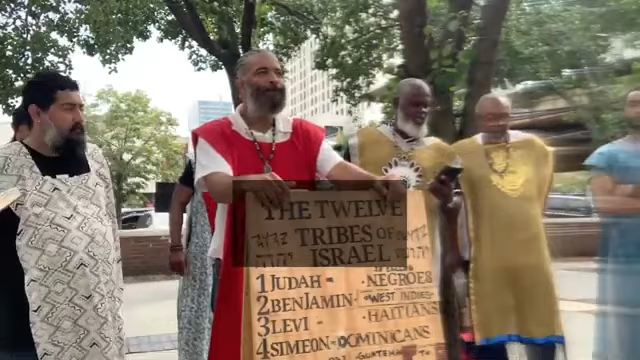 THE TWELVE
TRIBES OF
ISRAEL
1 JUDAH - • NEGROES
2 BENJAMIN - • "WEST INDIES"
3 LEVI - • HAITIANS
4 SIMEON - DOMINICANS